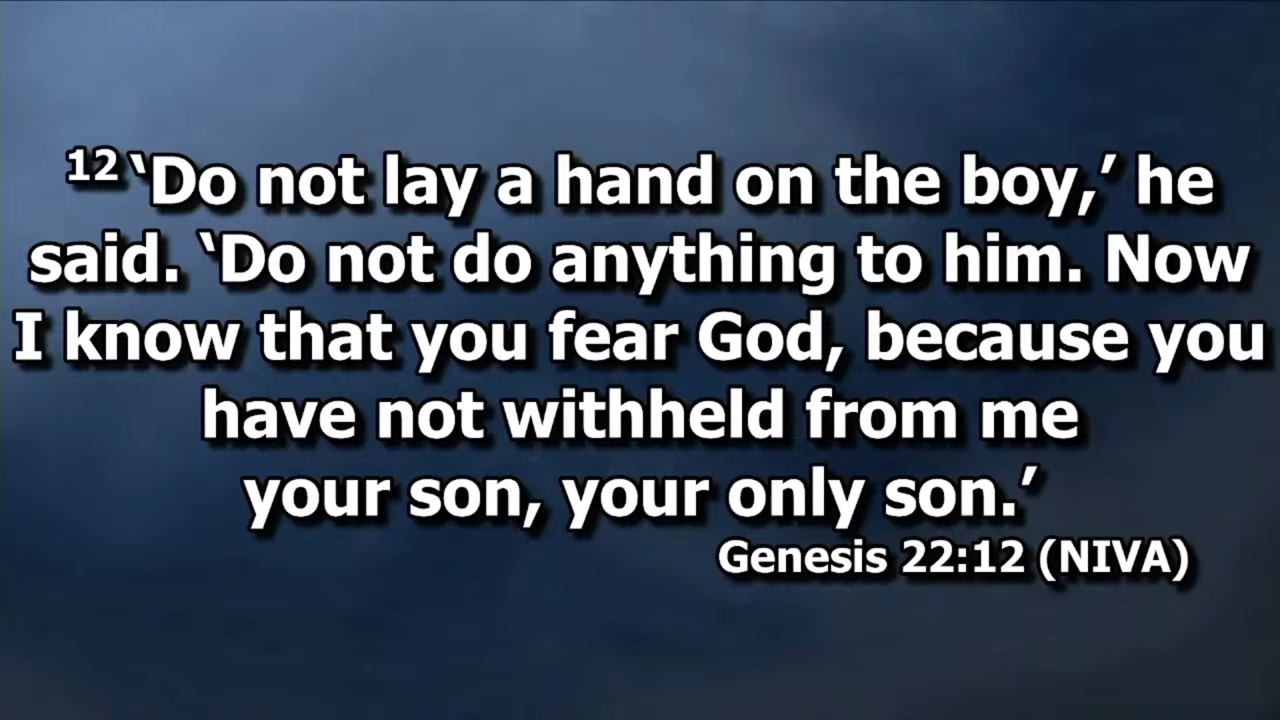 12 ‘Do not lay a hand on the boy,’ he
said. ‘Do not do anything to him. Now
I know that you fear God, because you
have not withheld from me
your son, your only son.’
Genesis 22:12 (NIVA)